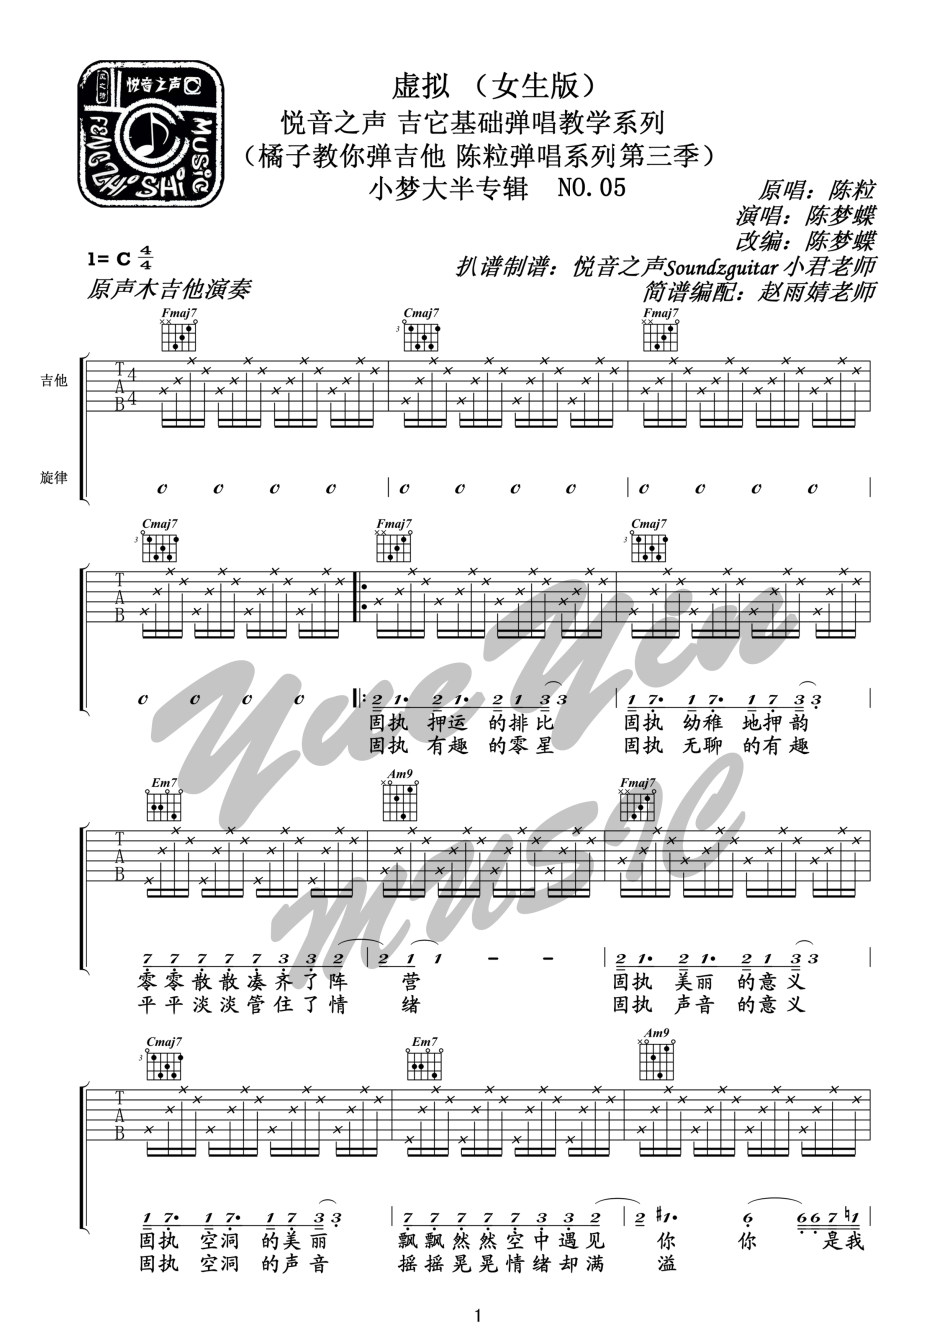 悦音之声
FENGZHiSHi MUSIC
虚拟 （女生版）
悦音之声 吉它基础弹唱教学系列
（橘子教你弹吉他 陈粒弹唱系列|第三季）
小梦大半专辑 NO.05
原唱：陈粒
演唱：陈梦蝶
改编：陈梦蝶
扒谱制谱：悦音之声Soundzguitar 小君老师
简谱编配：赵雨婧老师
1= C 4/4
原声木吉他演奏
Fmaj7 Cmaj7 Fmaj7
3
吉他
T A B 4 4
旋律
0 0 0 0 0 0 0 0 0 0 0 0
Cmaj7 Fmaj7 Cmaj7
3 3
T A B
0 0 0 0 2 1· 2 1· 2 1 3 3 1 7· 1 7· 1 7 3 3
固执 押运 的排比 固执 幼稚 地押韵
固执 有趣 的零星 固执 无聊 的有趣
YueYin
MUSIC
Em7 Am9 Fmaj7
T A B
7 7 7 7 7 3 3 2 2 1 1 - - 2 1· 2 1· 2 1 3 3
零零散散凑齐了阵 营 固执 美丽 的意义
平平淡淡管住了情 绪 固执 声音 的意义
Cmaj7 Em7 Am9
3
T A B
1 7· 1 7· 1 7 3 3 7 7 7 7 7 3 3 2 2 #1· 6 6 6 7 ♮1
固执 空洞 的美丽 飘飘然然空中遇见 你 你 是我
固执 空洞 的声音 摇摇晃晃情绪却满 溢
1